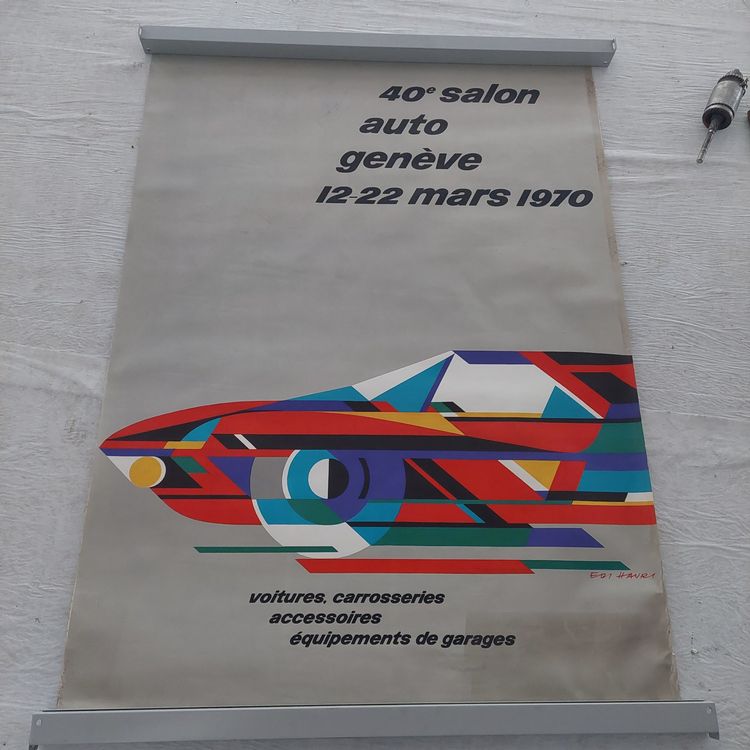 40e salon
auto
genève
12-22 mars 1970
EDI HAURI
voitures, carrosseries
accessoires
équipements de garages